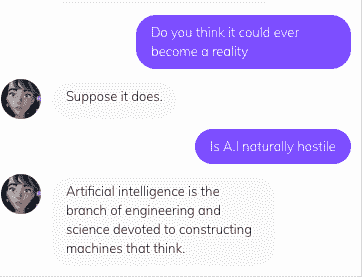 Do you think it could ever
become a reality
Suppose it does.
Is A.I naturally hostile
Artificial intelligence is the
branch of engineering and
science devoted to constructing
machines that think.